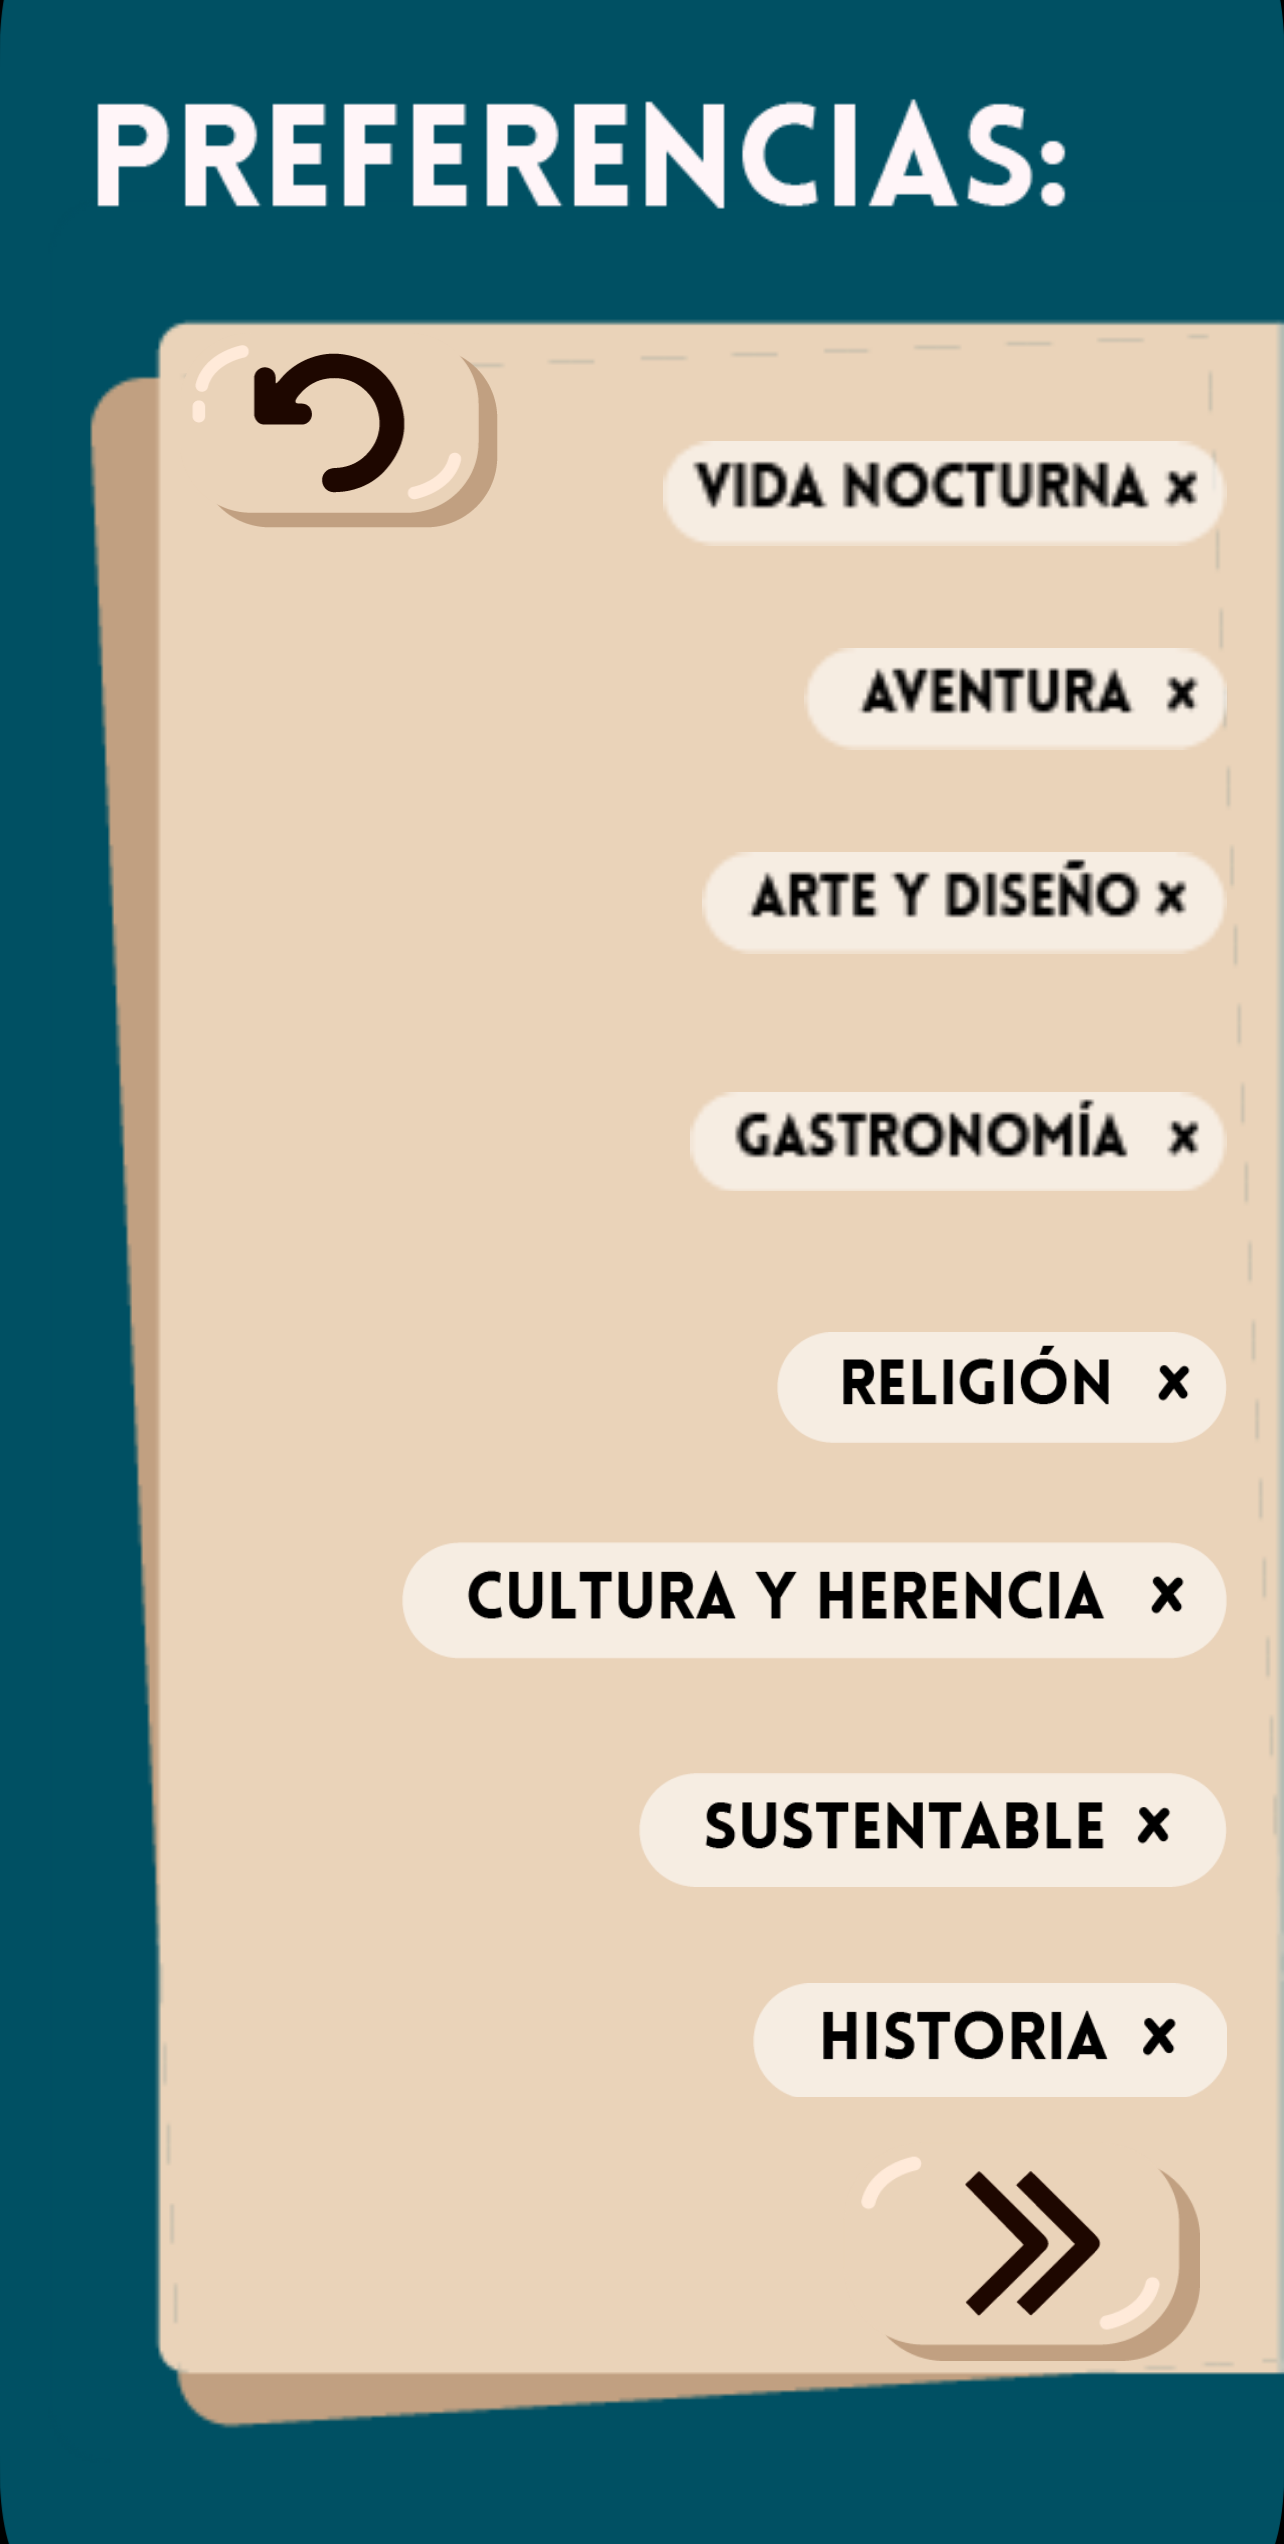 PREFERENCIAS:
VIDA NOCTURNA x
AVENTURA x
ARTE Y DISEÑO x
GASTRONOMÍA x
RELIGIÓN x
CULTURA Y HERENCIA x
SUSTENTABLE x
HISTORIA x